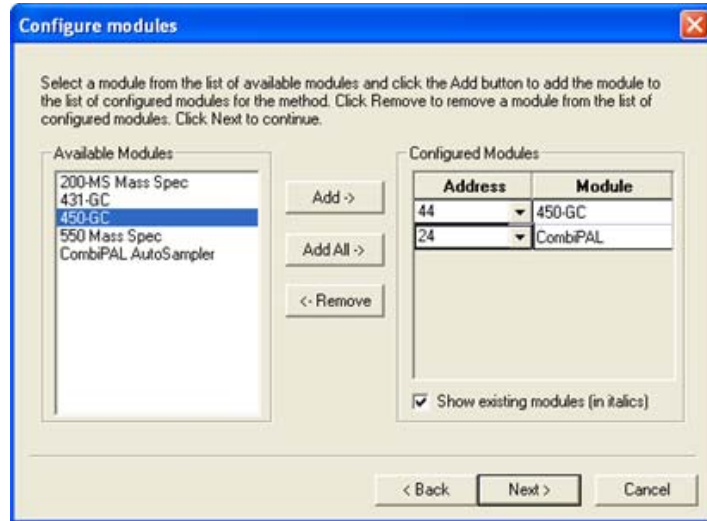 Configure modules
Select a module from the list of available modules and click the Add button to add the module to
the list of configured modules for the method. Click Remove to remove a module from the list of
configured modules. Click Next to continue.
Available Modules
200-MS Mass Spec
431-GC
450-GC
550 Mass Spec
CombiPAL AutoSampler
Add ->
Add All ->
<- Remove
Configured Modules
Address Module
44 450-GC
24 CombiPAL
Show existing modules (in italics)
< Back Next > Cancel